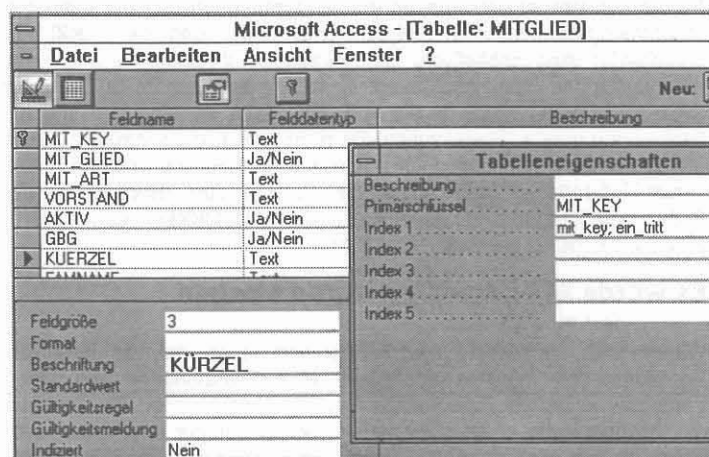 Microsoft Access - [Tabelle: MITGLIED]
Datei Bearbeiten Ansicht Fenster ?
Neu:
Feldname Felddatentyp Beschreibung
MIT_KEY Text
MIT_GLIED Ja/Nein
MIT_ART Text
VORSTAND Text
AKTIV Ja/Nein
GBG Ja/Nein
KUERZEL Text
FAMNAME Text
Tabelleneigenschaften
Beschreibung
Primärschlüssel MIT_KEY
Index 1 mit_key; ein_tritt
Index 2
Index 3
Index 4
Index 5
Feldgröße 3
Format
Beschriftung KÜRZEL
Standardwert
Gültigkeitsregel
Gültigkeitsmeldung
Indiziert Nein